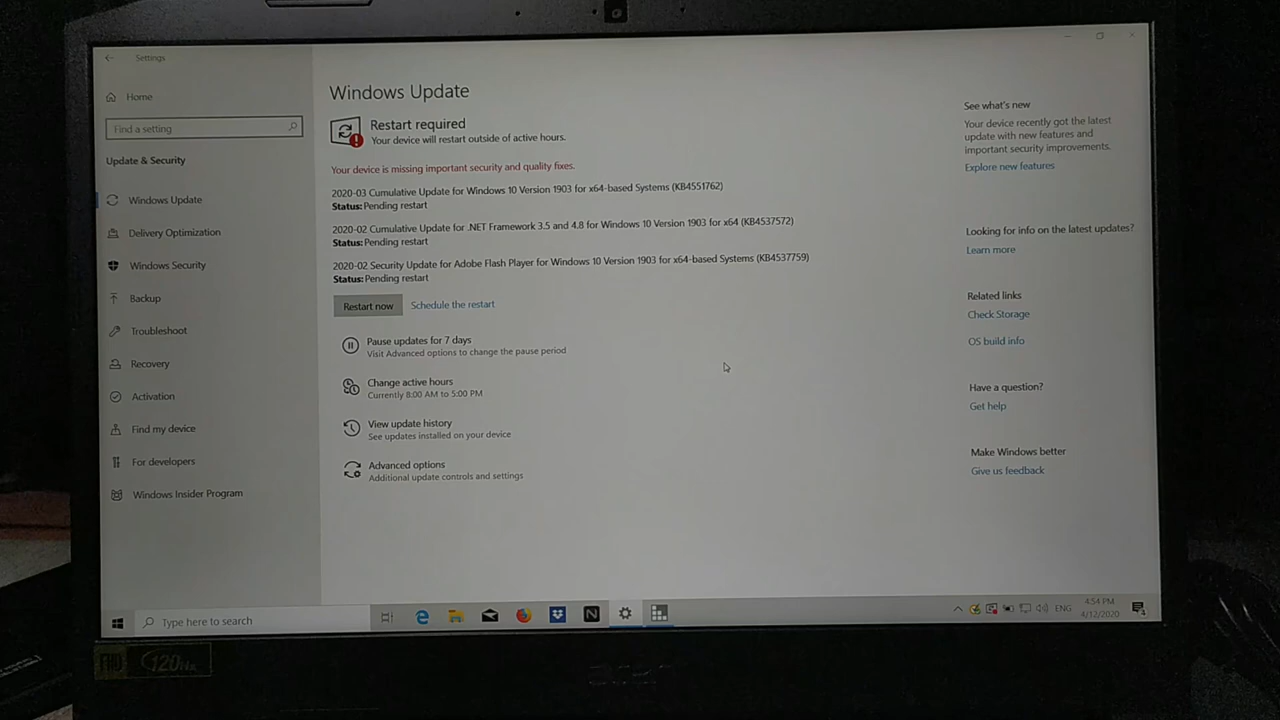 Settings
Home
Find a setting
Update & Security
Windows Update
Delivery Optimization
Windows Security
Backup
Troubleshoot
Recovery
Activation
Find my device
For developers
Windows Insider Program
Windows Update
Restart required
Your device will restart outside of active hours.
Your device is missing important security and quality fixes.
2020-03 Cumulative Update for Windows 10 Version 1903 for x64-based Systems (KB4551762)
Status: Pending restart
2020-02 Cumulative Update for .NET Framework 3.5 and 4.8 for Windows 10 Version 1903 for x64 (KB4537572)
Status: Pending restart
2020-02 Security Update for Adobe Flash Player for Windows 10 Version 1903 for x64-based Systems (KB4537759)
Status: Pending restart
Restart now Schedule the restart
Pause updates for 7 days
Visit Advanced options to change the pause period
Change active hours
Currently 8:00 AM to 5:00 PM
View update history
See updates installed on your device
Advanced options
Additional update controls and settings
See what's new
Your device recently got the latest
update with new features and
important security improvements.
Explore new features
Looking for info on the latest updates?
Learn more
Related links
Check Storage
OS build info
Have a question?
Get help
Make Windows better
Give us feedback
Type here to search
ENG
4:54 PM
4/12/2020
FHD 120Hz